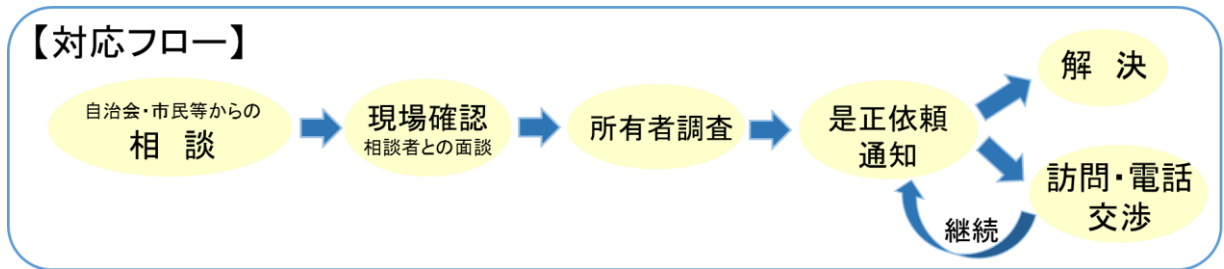 【対応フロー】
自治会・市民等からの
相　談
現場確認
相談者との面談
所有者調査
是正依頼
通知
解　決
訪問・電話
交渉
継続